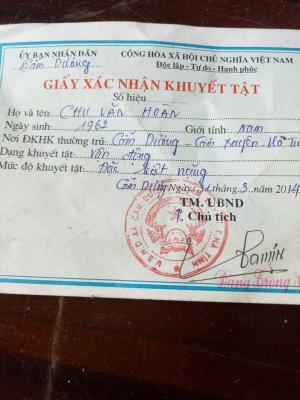 ỦY BAN NHÂN DÂN CỘNG HÒA XÃ HỘI CHỦ NGHĨA VIỆT NAM
Cẩm Dương Độc lập - Tự do - Hạnh phúc
GIẤY XÁC NHẬN KHUYẾT TẬT
Số hiệu
Họ và tên CHU VĂN HOAN
Ngày sinh 1962 Giới tính Nam
Nơi ĐKHK thường trú Cẩm Dương - Cẩm Xuyên - Hà
Dạng khuyết tật Vận động
Mức độ khuyết tật Đặc biệt nặng
Cẩm Dương Ngày 31 tháng 3 năm 2014
TM. UBND
Chủ tịch
Đặng Trọng